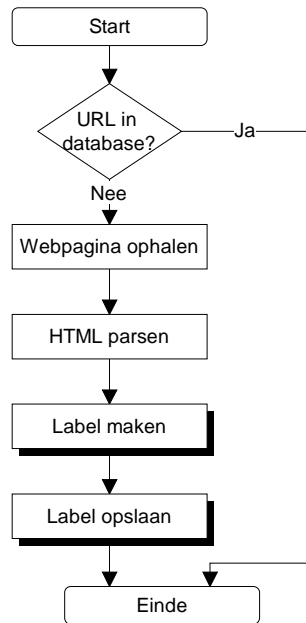 Start
URL in
database?
Ja
Nee
Webpagina ophalen
HTML parsen
Label maken
Label opslaan
Einde